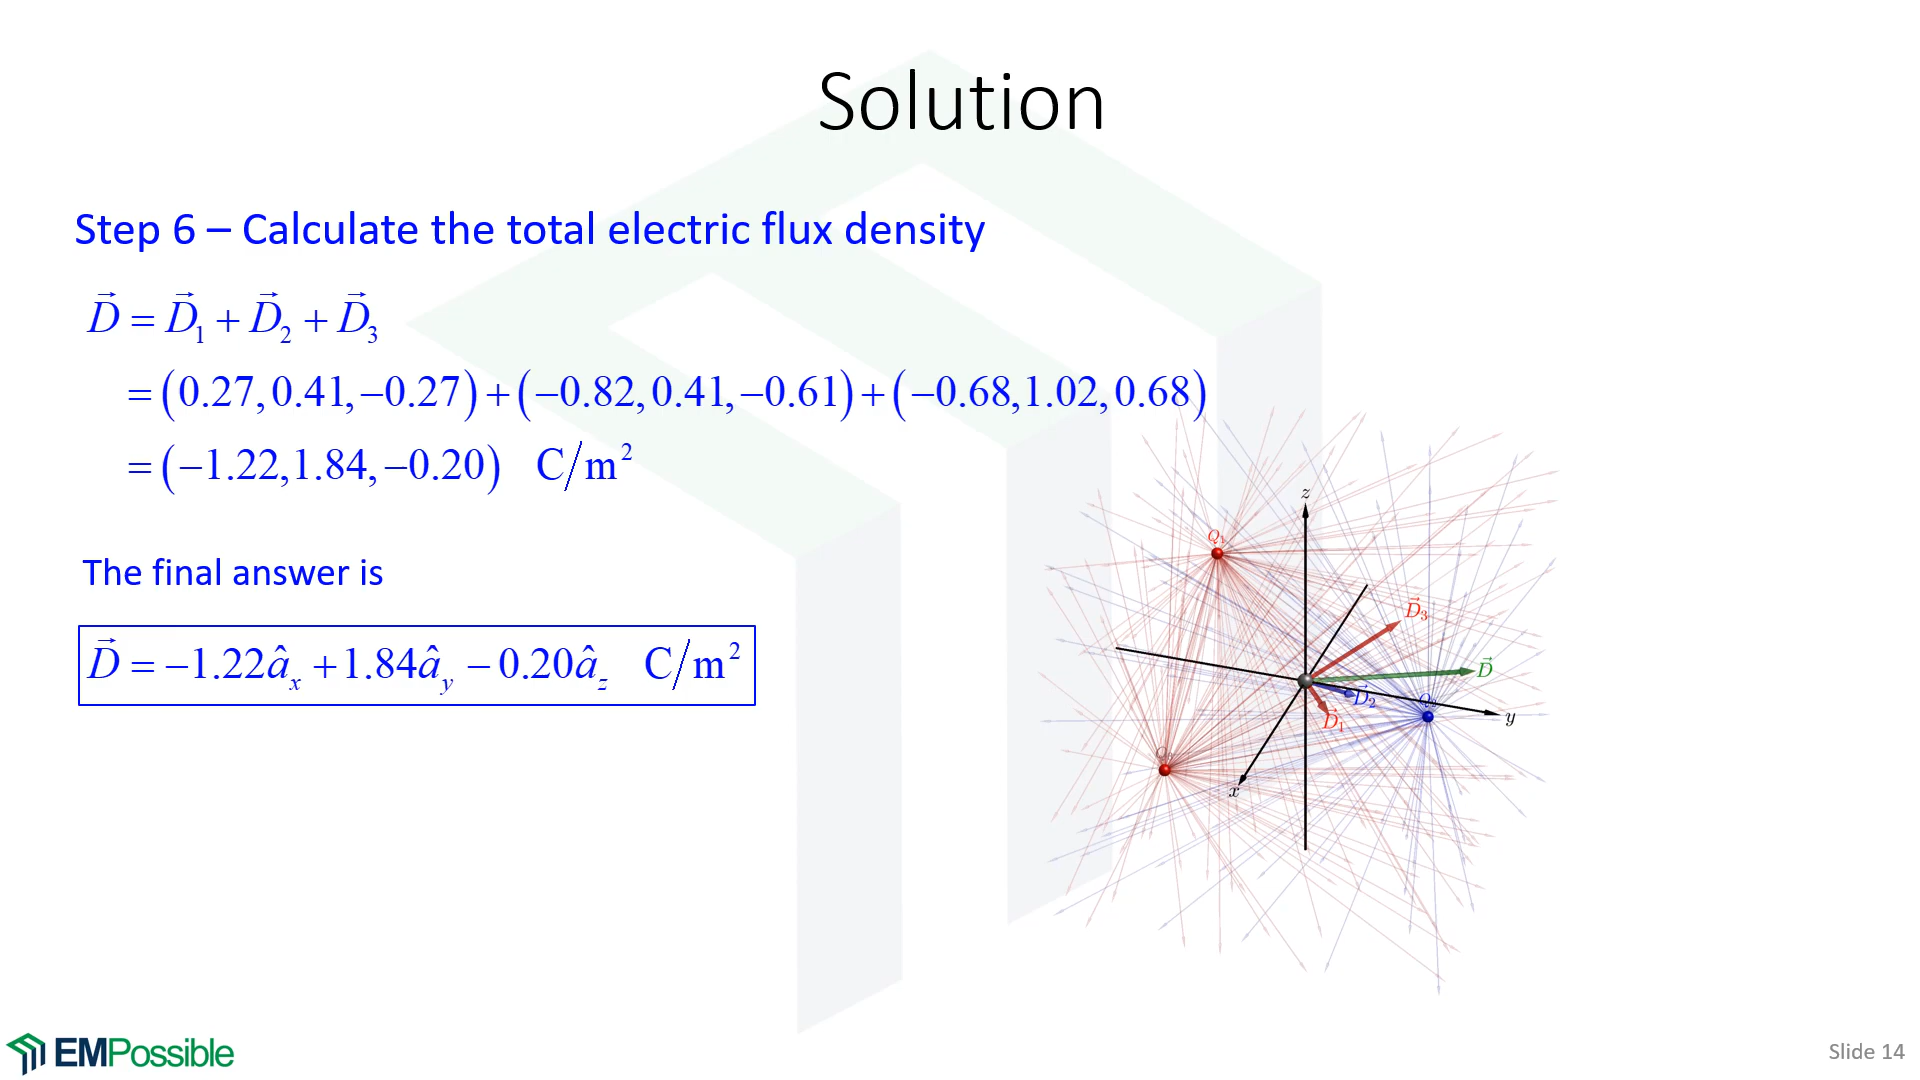 Solution
Step 6 – Calculate the total electric flux density
D⃗ = D⃗₁ + D⃗₂ + D⃗₃
= (0.27, 0.41, −0.27) + (−0.82, 0.41, −0.61) + (−0.68, 1.02, 0.68)
= (−1.22, 1.84, −0.20) C/m²
The final answer is
D⃗ = −1.22âₓ + 1.84â_y − 0.20â_z C/m²
z
Q₁
D⃗₃
D⃗
D⃗₂
D⃗₁
y
x
EMPossible
Slide 14